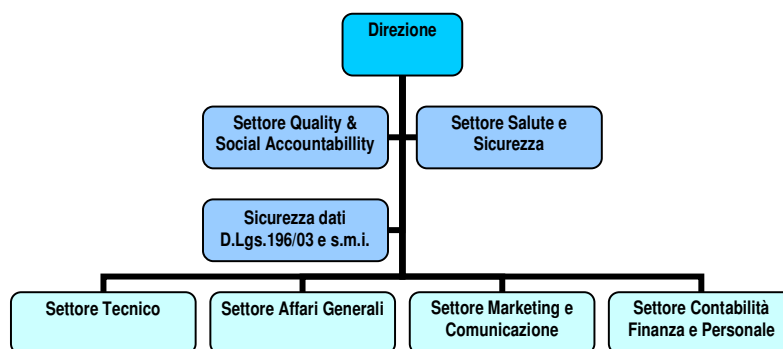 Direzione
Settore Quality &
Social Accountabillity
Settore Salute e
Sicurezza
Sicurezza dati
D.Lgs.196/03 e s.m.i.
Settore Tecnico
Settore Affari Generali
Settore Marketing e
Comunicazione
Settore Contabilità
Finanza e Personale